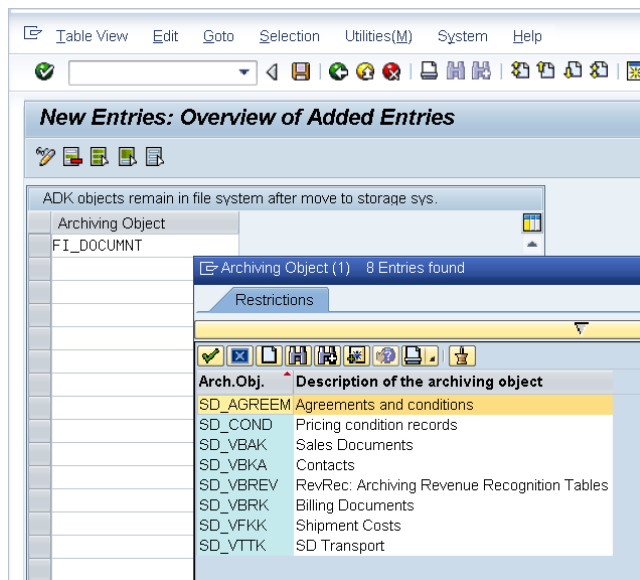 Table View Edit Goto Selection Utilities(M) System Help
New Entries: Overview of Added Entries
ADK objects remain in file system after move to storage sys.
Archiving Object
FI_DOCUMNT
Archiving Object (1) 8 Entries found
Restrictions
Arch.Obj. Description of the archiving object
SD_AGREEM Agreements and conditions
SD_COND Pricing condition records
SD_VBAK Sales Documents
SD_VBKA Contacts
SD_VBREV RevRec: Archiving Revenue Recognition Tables
SD_VBRK Billing Documents
SD_VFKK Shipment Costs
SD_VTTK SD Transport